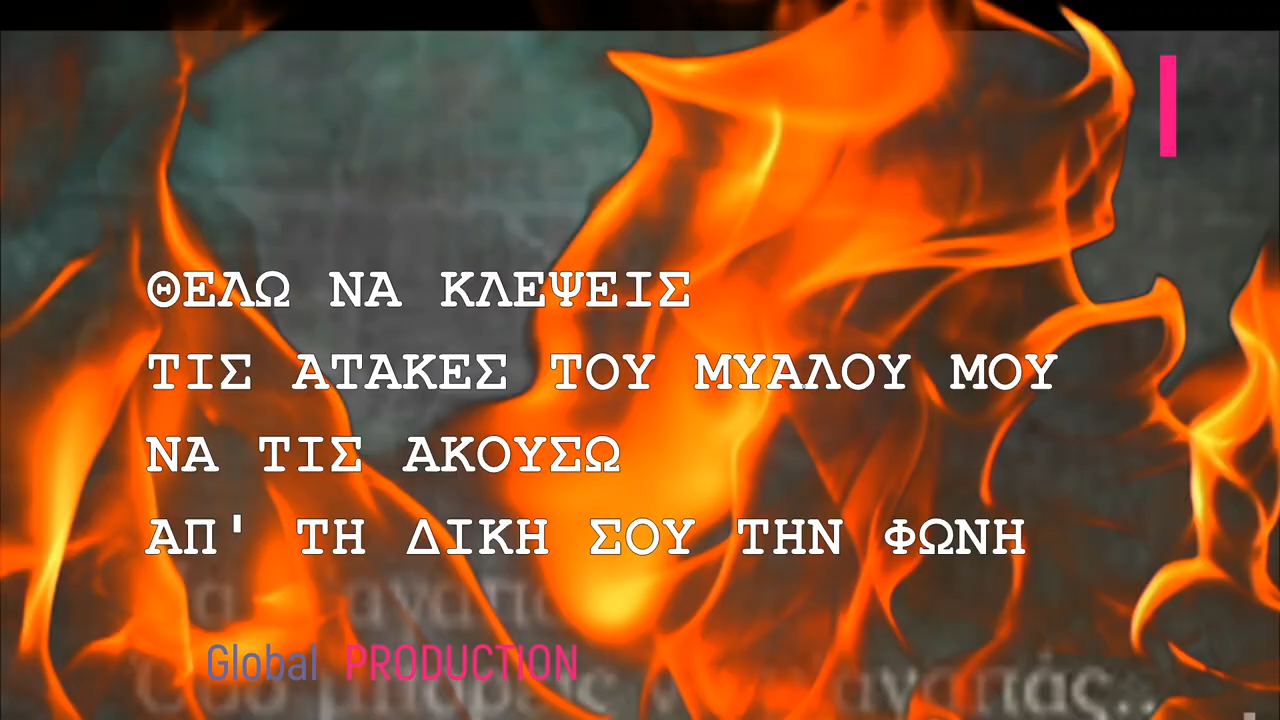 ΘΕΛΩ ΝΑ ΚΛΕΨΕΙΣ
ΤΙΣ ΑΤΑΚΕΣ ΤΟΥ ΜΥΑΛΟΥ ΜΟΥ
ΝΑ ΤΙΣ ΑΚΟΥΣΩ
ΑΠ' ΤΗ ΔΙΚΗ ΣΟΥ ΤΗΝ ΦΩΝΗ
Global PRODUCTION